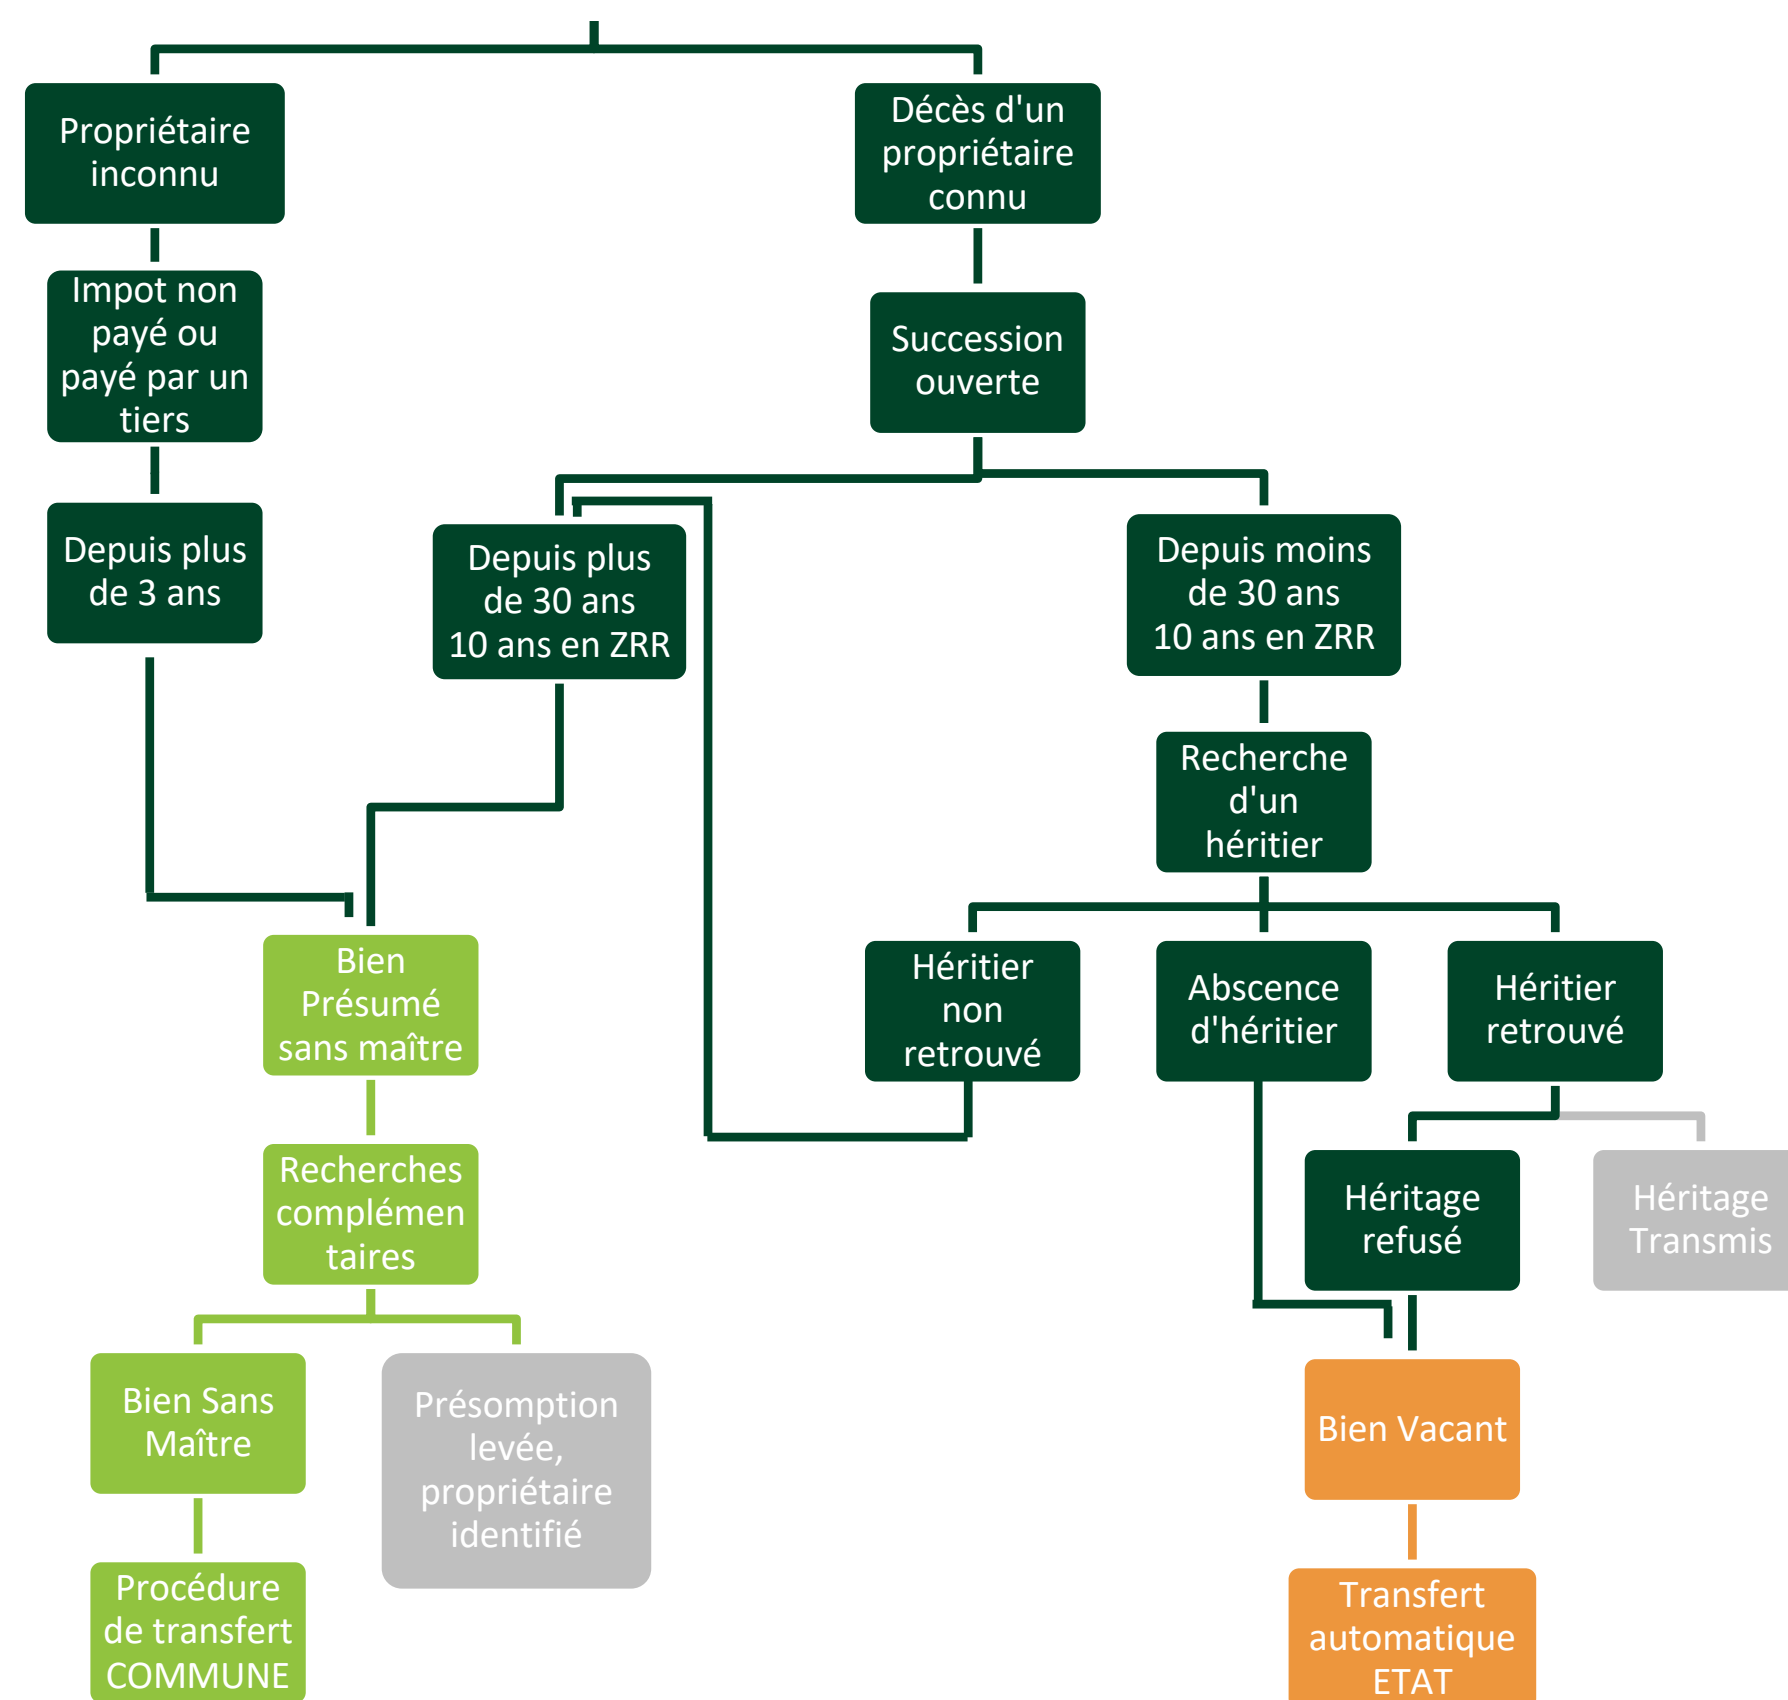 Propriétaire
inconnu
Décès d'un
propriétaire
connu
Impot non
payé ou
payé par un
tiers
Succession
ouverte
Depuis plus
de 3 ans
Depuis plus
de 30 ans
10 ans en ZRR
Depuis moins
de 30 ans
10 ans en ZRR
Recherche
d'un
héritier
Bien
Présumé
sans maître
Héritier
non
retrouvé
Abscence
d'héritier
Héritier
retrouvé
Recherches
complémen
taires
Héritage
refusé
Héritage
Transmis
Bien Sans
Maître
Présomption
levée,
propriétaire
identifié
Bien Vacant
Procédure
de transfert
COMMUNE
Transfert
automatique
ETAT